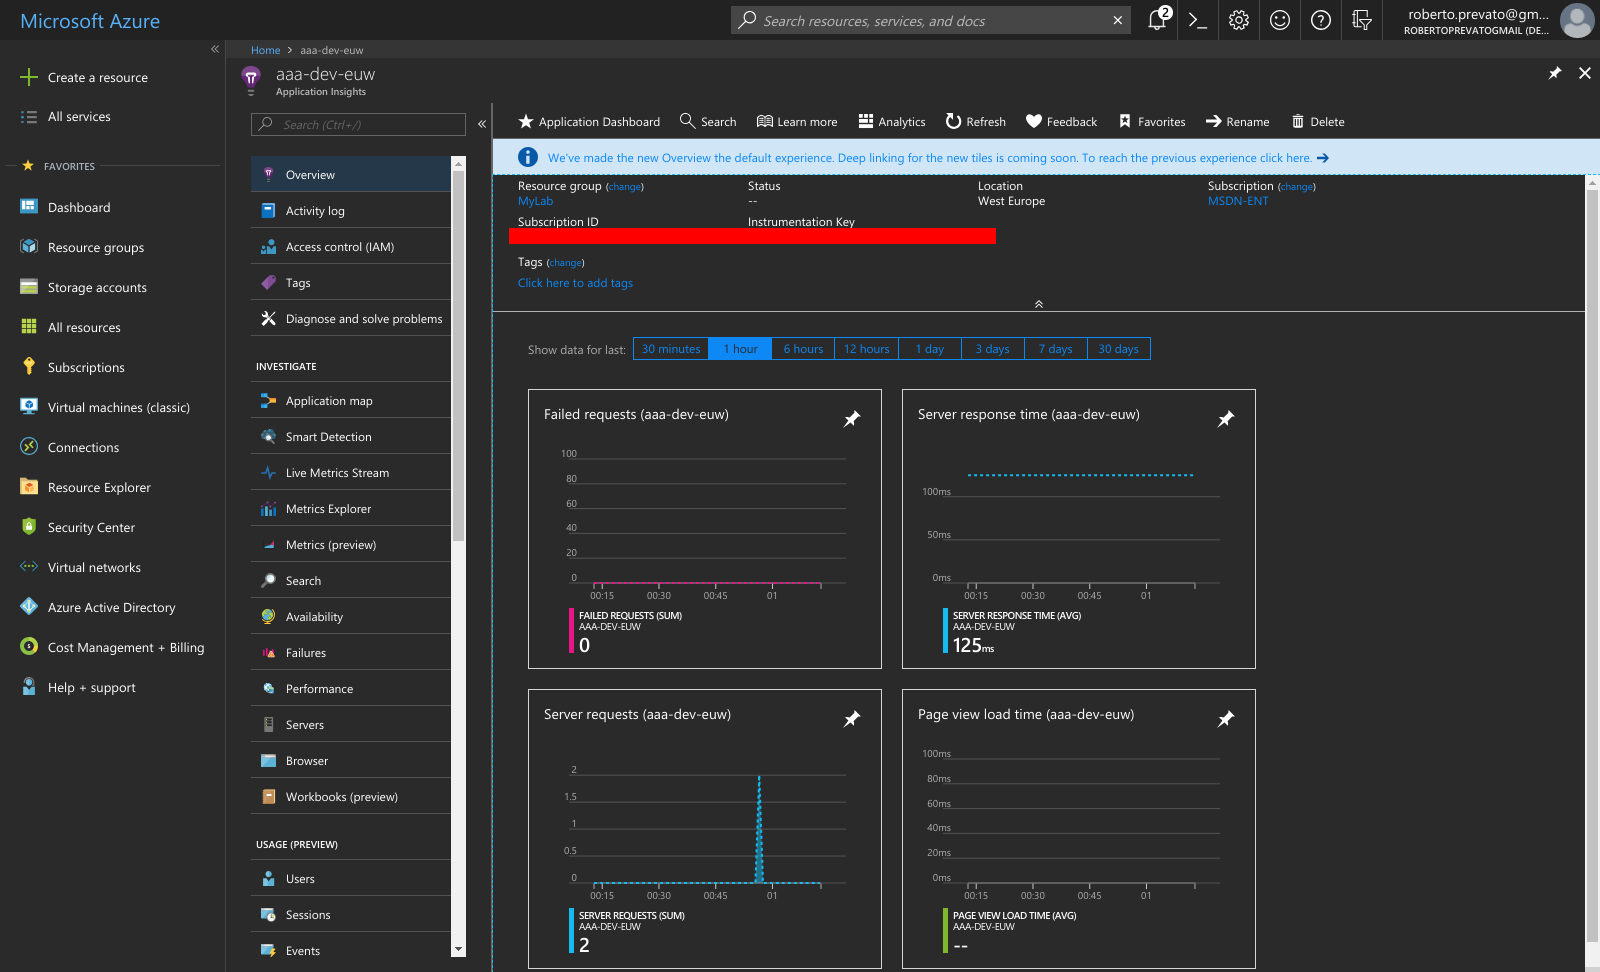 Microsoft Azure
Search resources, services, and docs
2
roberto.prevato@gm...
ROBERTOPREVATOGMAIL (DE...
Create a resource
All services
FAVORITES
Dashboard
Resource groups
Storage accounts
All resources
Subscriptions
Virtual machines (classic)
Connections
Resource Explorer
Security Center
Virtual networks
Azure Active Directory
Cost Management + Billing
Help + support
Home > aaa-dev-euw
aaa-dev-euw
Application Insights
Search (Ctrl+/)
Overview
Activity log
Access control (IAM)
Tags
Diagnose and solve problems
INVESTIGATE
Application map
Smart Detection
Live Metrics Stream
Metrics Explorer
Metrics (preview)
Search
Availability
Failures
Performance
Servers
Browser
Workbooks (preview)
USAGE (PREVIEW)
Users
Sessions
Events
Application Dashboard
Search
Learn more
Analytics
Refresh
Feedback
Favorites
Rename
Delete
We've made the new Overview the default experience. Deep linking for the new tiles is coming soon. To reach the previous experience click here. →
Resource group (change)
MyLab
Status
--
Location
West Europe
Subscription (change)
MSDN-ENT
Subscription ID
Instrumentation Key
Tags (change)
Click here to add tags
Show data for last: 30 minutes 1 hour 6 hours 12 hours 1 day 3 days 7 days 30 days
Failed requests (aaa-dev-euw)
100
80
60
40
20
0
00:15 00:30 00:45 01
FAILED REQUESTS (SUM)
AAA-DEV-EUW
0
Server response time (aaa-dev-euw)
100ms
50ms
0ms
00:15 00:30 00:45 01
SERVER RESPONSE TIME (AVG)
AAA-DEV-EUW
125ms
Server requests (aaa-dev-euw)
2
1.5
1
0.5
0
00:15 00:30 00:45 01
SERVER REQUESTS (SUM)
AAA-DEV-EUW
2
Page view load time (aaa-dev-euw)
100ms
80ms
60ms
40ms
20ms
0ms
00:15 00:30 00:45 01
PAGE VIEW LOAD TIME (AVG)
AAA-DEV-EUW
--